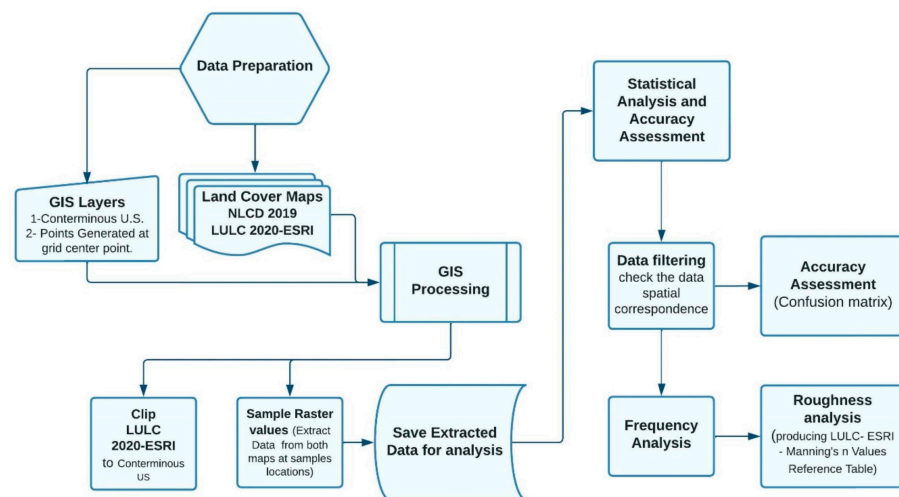 Data Preparation
GIS Layers
1-Conterminous U.S.
2- Points Generated at
grid center point.
Land Cover Maps
NLCD 2019
LULC 2020-ESRI
GIS
Processing
Clip
LULC
2020-ESRI
to Conterminous
US
Sample Raster
values (Extract
Data from both
maps at samples
locations)
Save Extracted
Data for analysis
Statistical
Analysis and
Accuracy
Assessment
Data filtering
check the data
spatial
correspondence
Accuracy
Assessment
(Confusion matrix)
Frequency
Analysis
Roughness
analysis
(producing LULC- ESRI
- Manning's n Values
Reference Table)